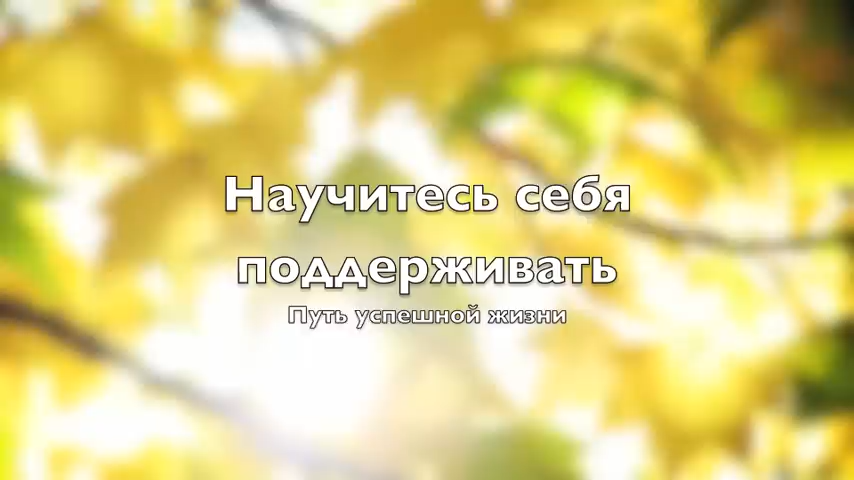 Научитесь себя
поддерживать
Путь успешной жизни